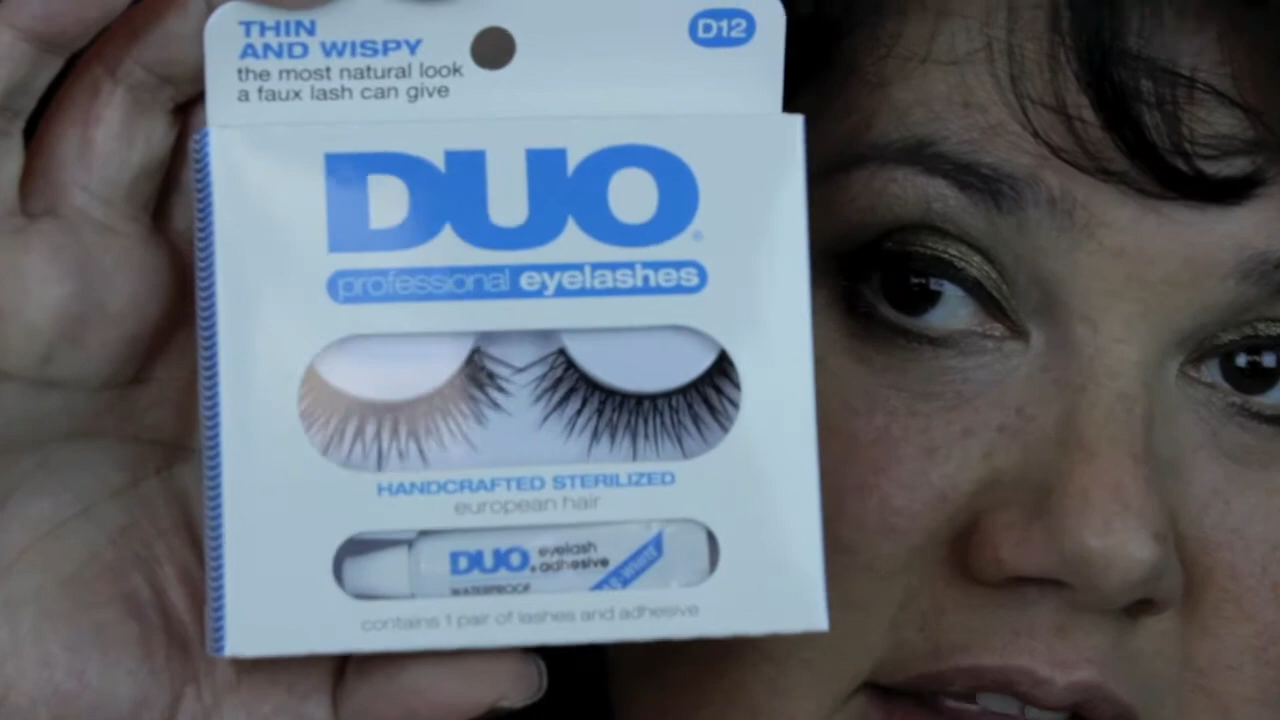 THIN
AND WISPY
the most natural look
a faux lash can give
D12
DUO®
professional eyelashes
HANDCRAFTED STERILIZED
european hair
DUO eyelash
adhesive
WATERPROOF
contains 1 pair of lashes and adhesive